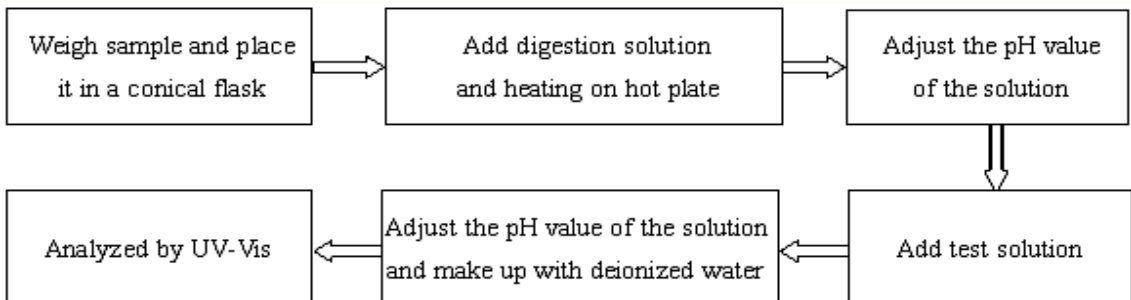 Weigh sample and place
it in a conical flask
Add digestion solution
and heating on hot plate
Adjust the pH value
of the solution
Add test solution
Adjust the pH value of the solution
and make up with deionized water
Analyzed by UV-Vis